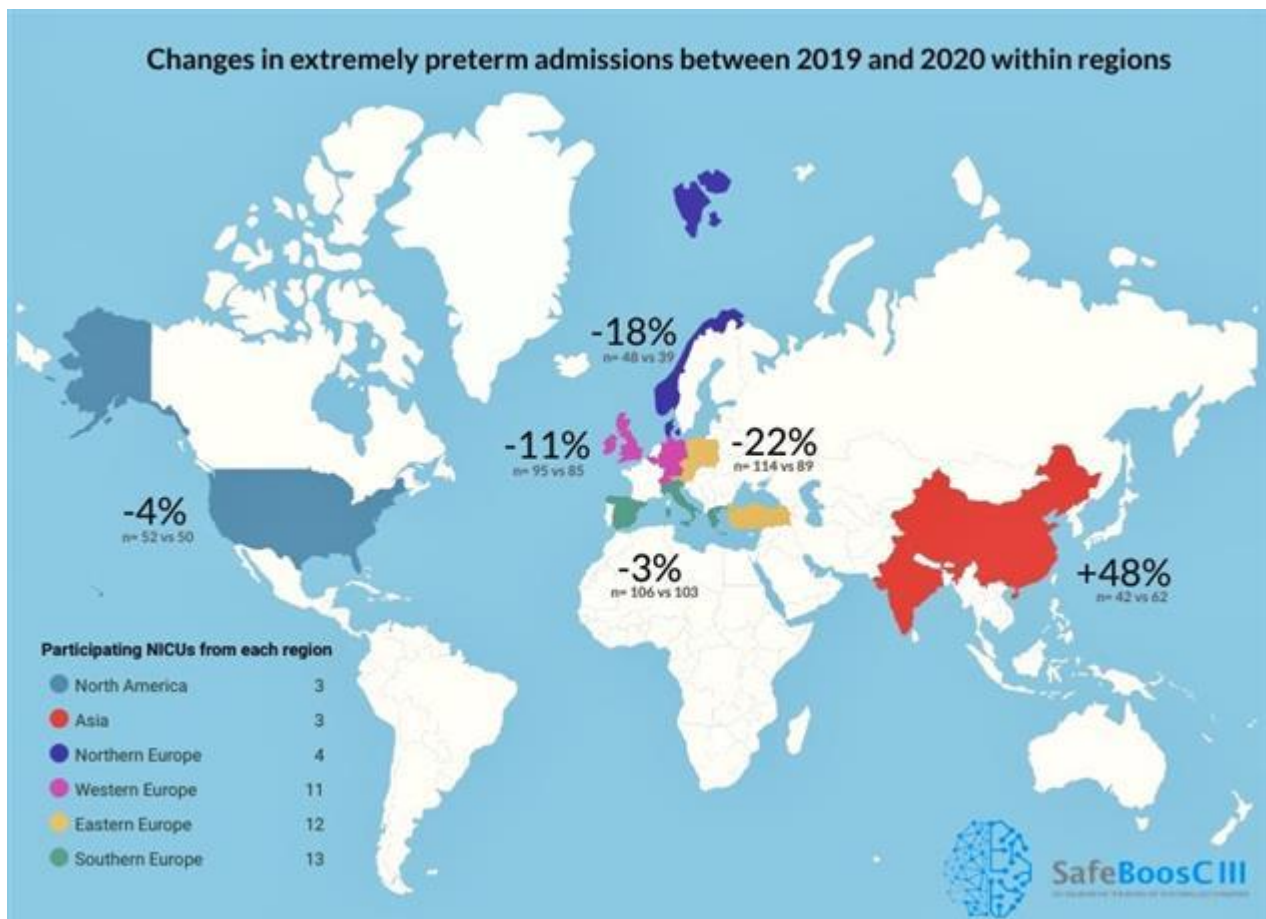 Changes in extremely preterm admissions between 2019 and 2020 within regions
-18%
n= 48 vs 39
-11%
n= 95 vs 85
-22%
n= 114 vs 89
-4%
n= 52 vs 50
-3%
n= 106 vs 103
+48%
n= 42 vs 62
Participating NICUs from each region
North America 3
Asia 3
Northern Europe 4
Western Europe 11
Eastern Europe 12
Southern Europe 13
SafeBoosC III